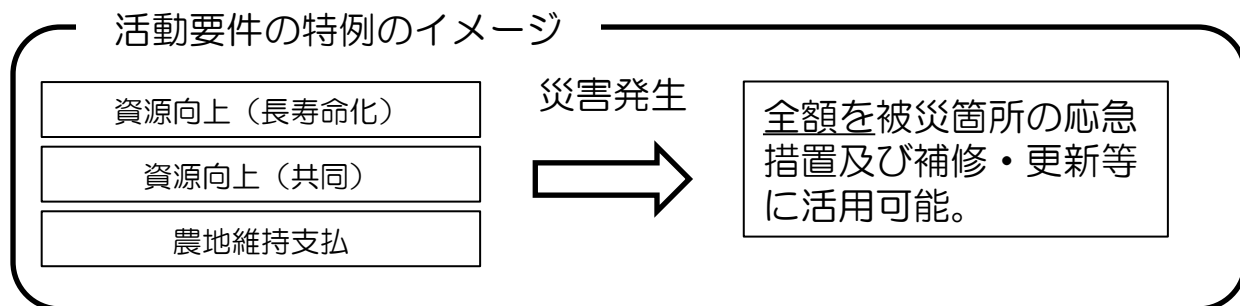 活動要件の特例のイメージ
資源向上（長寿命化）
資源向上（共同）
農地維持支払
災害発生
全額を被災箇所の応急
措置及び補修・更新等
に活用可能。